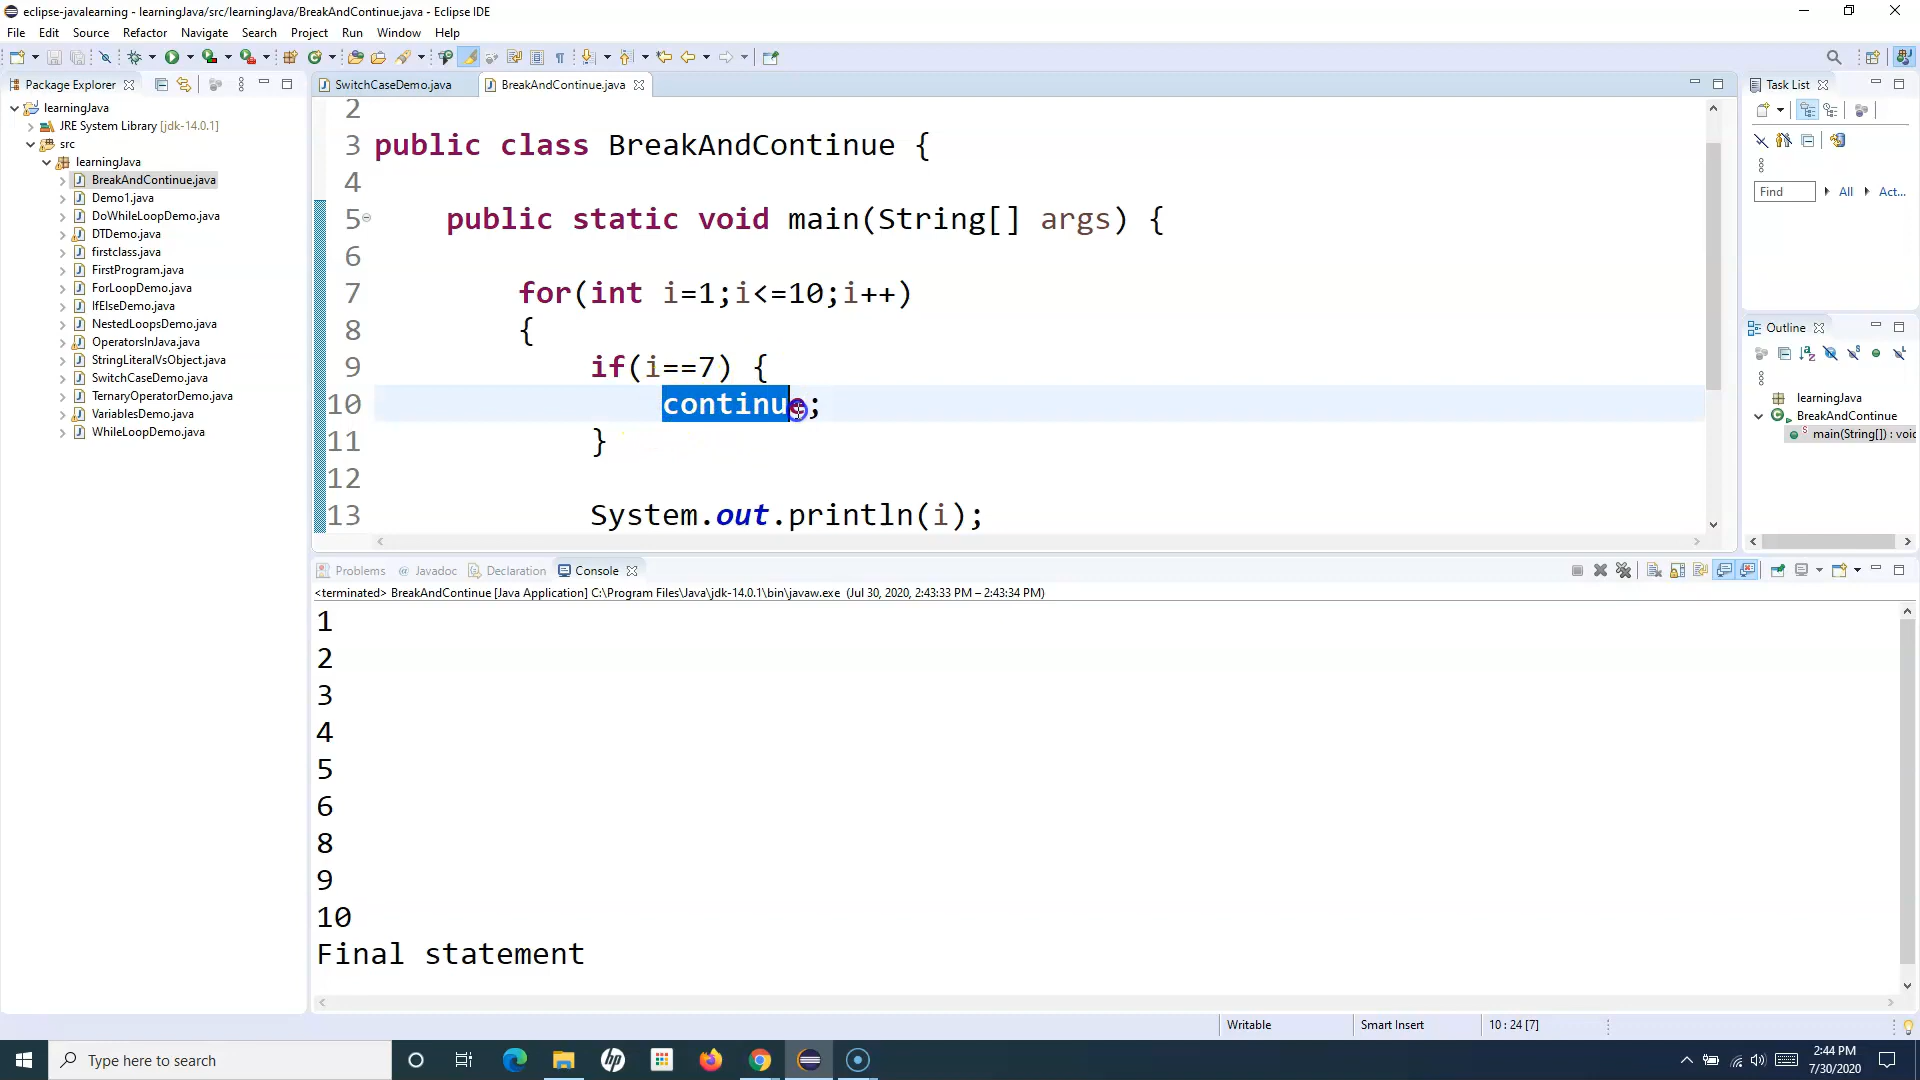 eclipse-javalearning - learningJava/src/learningJava/BreakAndContinue.java - Eclipse IDE
File Edit Source Refactor Navigate Search Project Run Window Help
Package Explorer
learningJava
JRE System Library [jdk-14.0.1]
src
learningJava
BreakAndContinue.java
Demo1.java
DoWhileLoopDemo.java
DTDemo.java
firstclass.java
FirstProgram.java
ForLoopDemo.java
IfElseDemo.java
NestedLoopsDemo.java
OperatorsInJava.java
StringLiteralVsObject.java
SwitchCaseDemo.java
TernaryOperatorDemo.java
VariablesDemo.java
WhileLoopDemo.java
SwitchCaseDemo.java BreakAndContinue.java
2
3 public class BreakAndContinue {
4
5 public static void main(String[] args) {
6
7 for(int i=1;i<=10;i++)
8 {
9 if(i==7) {
10 continue;
11 }
12
13 System.out.println(i);
Task List
Find All Act...
Outline
learningJava
BreakAndContinue
main(String[]) : voic
Problems Javadoc Declaration Console
<terminated> BreakAndContinue [Java Application] C:\Program Files\Java\jdk-14.0.1\bin\javaw.exe (Jul 30, 2020, 2:43:33 PM – 2:43:34 PM)
1
2
3
4
5
6
8
9
10
Final statement
Writable Smart Insert 10 : 24 [7]
Type here to search
hp
2:44 PM
7/30/2020